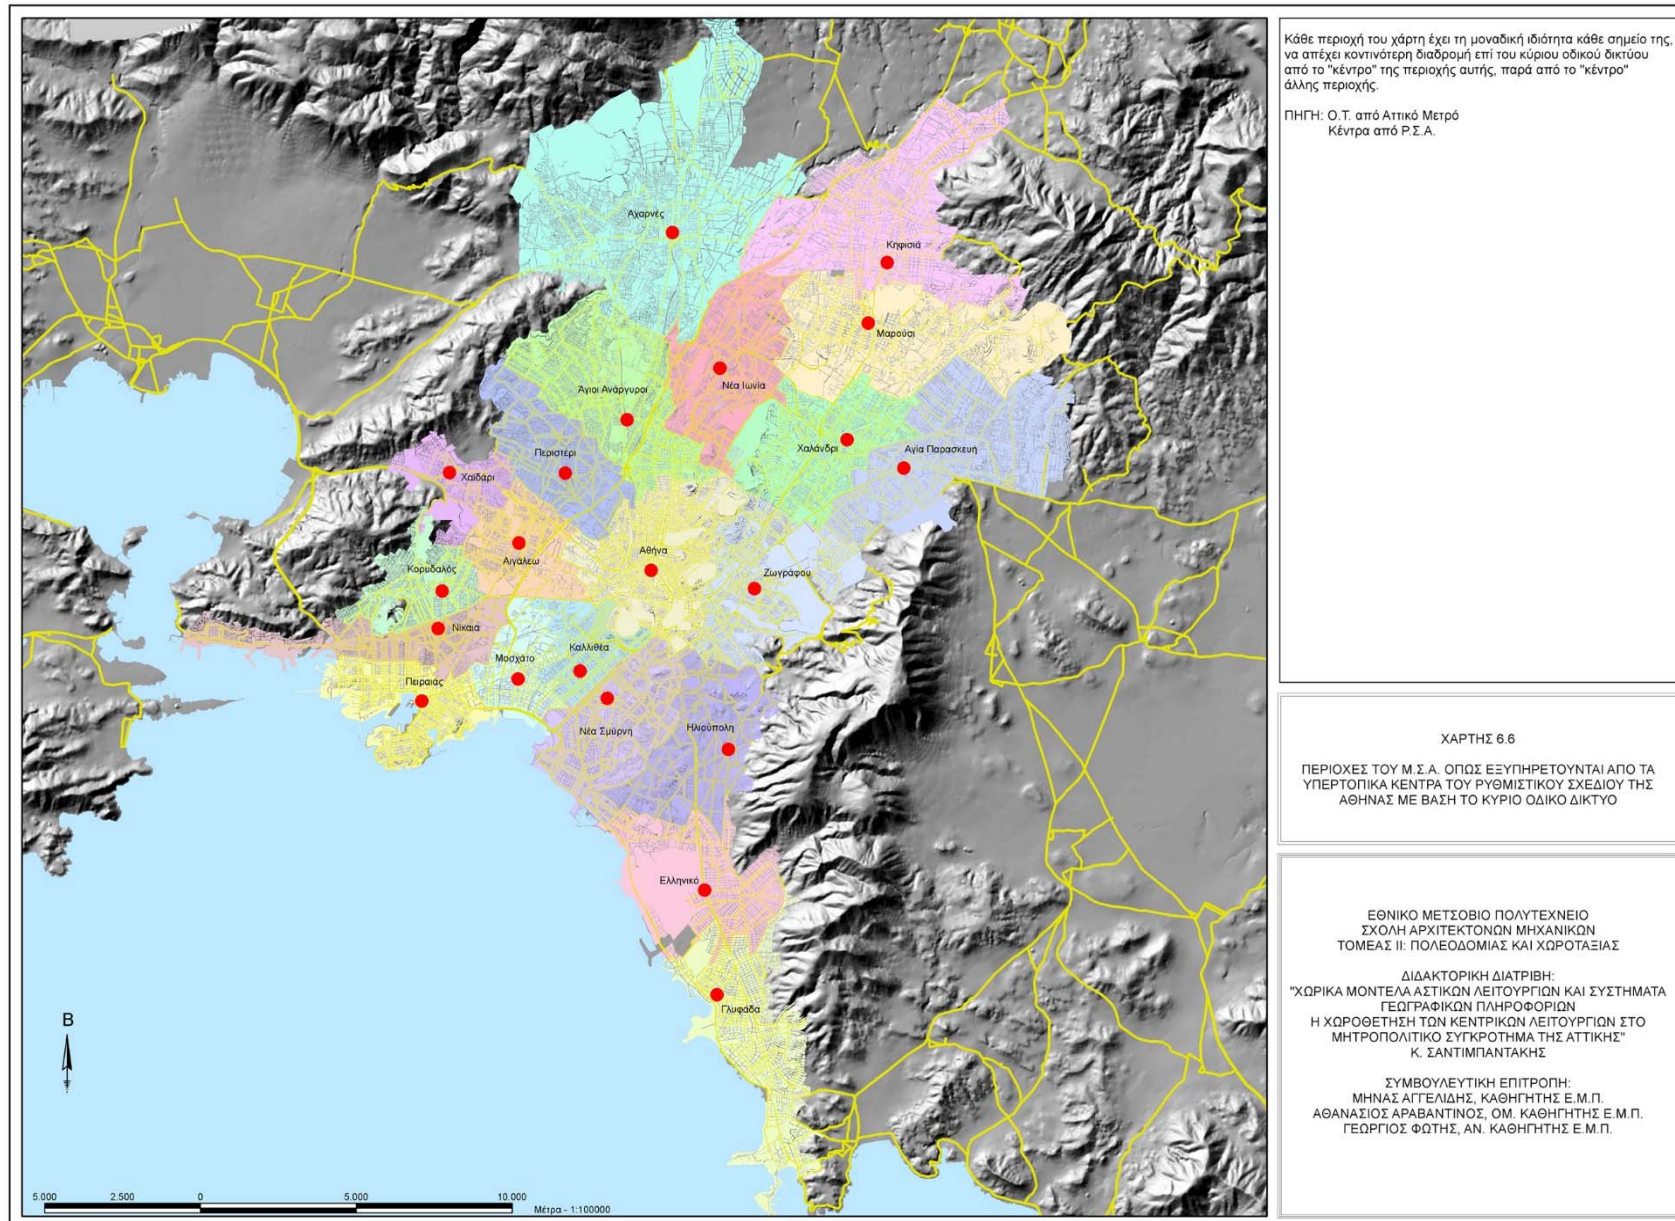 Κάθε περιοχή του χάρτη έχει τη μοναδική ιδιότητα κάθε σημείο της,
να απέχει κοντινότερη διαδρομή επί του κύριου οδικού δικτύου
από το "κέντρο" της περιοχής αυτής, παρά από το "κέντρο"
άλλης περιοχής.
ΠΗΓΗ: Ο.Τ. από Αττικό Μετρό
Κέντρα από Ρ.Σ.Α.
Αχαρνές
Κηφισιά
Μαρούσι
Νέα Ιωνία
Άγιοι Ανάργυροι
Χαλάνδρι
Αγία Παρασκευή
Περιστέρι
Χαϊδάρι
Αιγάλεω
Αθήνα
Κορυδαλός
Ζωγράφου
Νίκαια
Μοσχάτο
Καλλιθέα
Πειραιάς
Νέα Σμύρνη
Ηλιούπολη
Ελληνικό
Γλυφάδα
Β
5.000 2.500 0 5.000 10.000
Μέτρα - 1:100000
ΧΑΡΤΗΣ 6.6
ΠΕΡΙΟΧΕΣ ΤΟΥ Μ.Σ.Α. ΟΠΩΣ ΕΞΥΠΗΡΕΤΟΥΝΤΑΙ ΑΠΟ ΤΑ
ΥΠΕΡΤΟΠΙΚΑ ΚΕΝΤΡΑ ΤΟΥ ΡΥΘΜΙΣΤΙΚΟΥ ΣΧΕΔΙΟΥ ΤΗΣ
ΑΘΗΝΑΣ ΜΕ ΒΑΣΗ ΤΟ ΚΥΡΙΟ ΟΔΙΚΟ ΔΙΚΤΥΟ
ΕΘΝΙΚΟ ΜΕΤΣΟΒΙΟ ΠΟΛΥΤΕΧΝΕΙΟ
ΣΧΟΛΗ ΑΡΧΙΤΕΚΤΟΝΩΝ ΜΗΧΑΝΙΚΩΝ
ΤΟΜΕΑΣ ΙΙ: ΠΟΛΕΟΔΟΜΙΑΣ ΚΑΙ ΧΩΡΟΤΑΞΙΑΣ
ΔΙΔΑΚΤΟΡΙΚΗ ΔΙΑΤΡΙΒΗ:
"ΧΩΡΙΚΑ ΜΟΝΤΕΛΑ ΑΣΤΙΚΩΝ ΛΕΙΤΟΥΡΓΙΩΝ ΚΑΙ ΣΥΣΤΗΜΑΤΑ
ΓΕΩΓΡΑΦΙΚΩΝ ΠΛΗΡΟΦΟΡΙΩΝ
Η ΧΩΡΟΘΕΤΗΣΗ ΤΩΝ ΚΕΝΤΡΙΚΩΝ ΛΕΙΤΟΥΡΓΙΩΝ ΣΤΟ
ΜΗΤΡΟΠΟΛΙΤΙΚΟ ΣΥΓΚΡΟΤΗΜΑ ΤΗΣ ΑΤΤΙΚΗΣ"
Κ. ΣΑΝΤΙΜΠΑΝΤΑΚΗΣ
ΣΥΜΒΟΥΛΕΥΤΙΚΗ ΕΠΙΤΡΟΠΗ:
ΜΗΝΑΣ ΑΓΓΕΛΙΔΗΣ, ΚΑΘΗΓΗΤΗΣ Ε.Μ.Π.
ΑΘΑΝΑΣΙΟΣ ΑΡΑΒΑΝΤΙΝΟΣ, ΟΜ. ΚΑΘΗΓΗΤΗΣ Ε.Μ.Π.
ΓΕΩΡΓΙΟΣ ΦΩΤΗΣ, ΑΝ. ΚΑΘΗΓΗΤΗΣ Ε.Μ.Π.